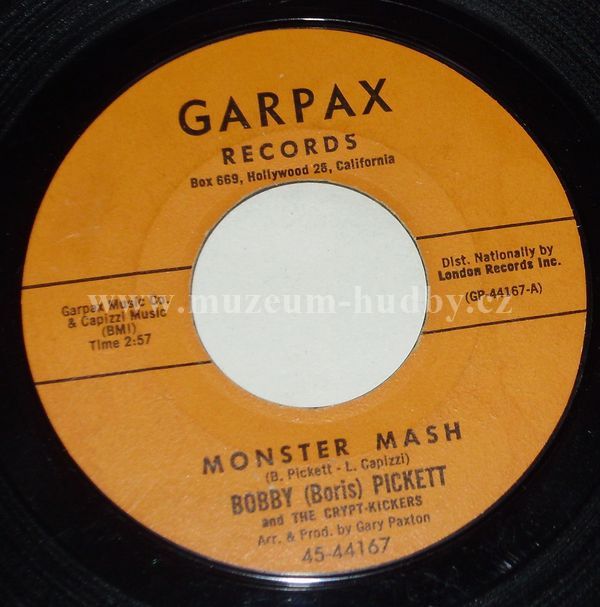 GARPAX
RECORDS
Box 669, Hollywood 28, California
Dist. Nationally by
London Records Inc.
(GP-44167-A)
Garpax Music Co.
& Capizzi Music
(BMI)
Time 2:57
www.muzeum-hudby.cz
MONSTER MASH
(B. Pickett - L. Capizzi)
BOBBY (Boris) PICKETT
and THE CRYPT-KICKERS
Arr. & Prod. by Gary Paxton
45-44167